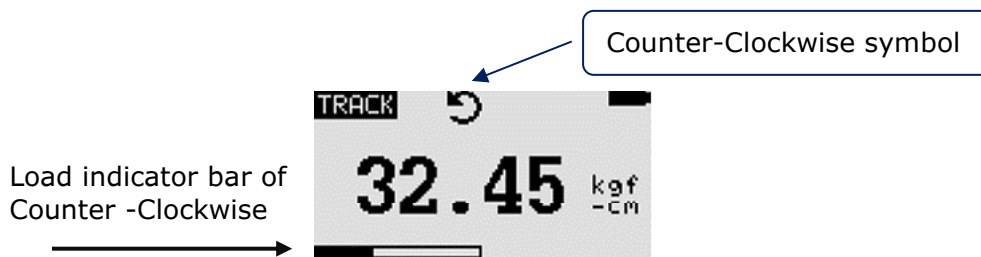 Counter-Clockwise symbol
TRACK
32.45 kgf
-cm
Load indicator bar of
Counter -Clockwise